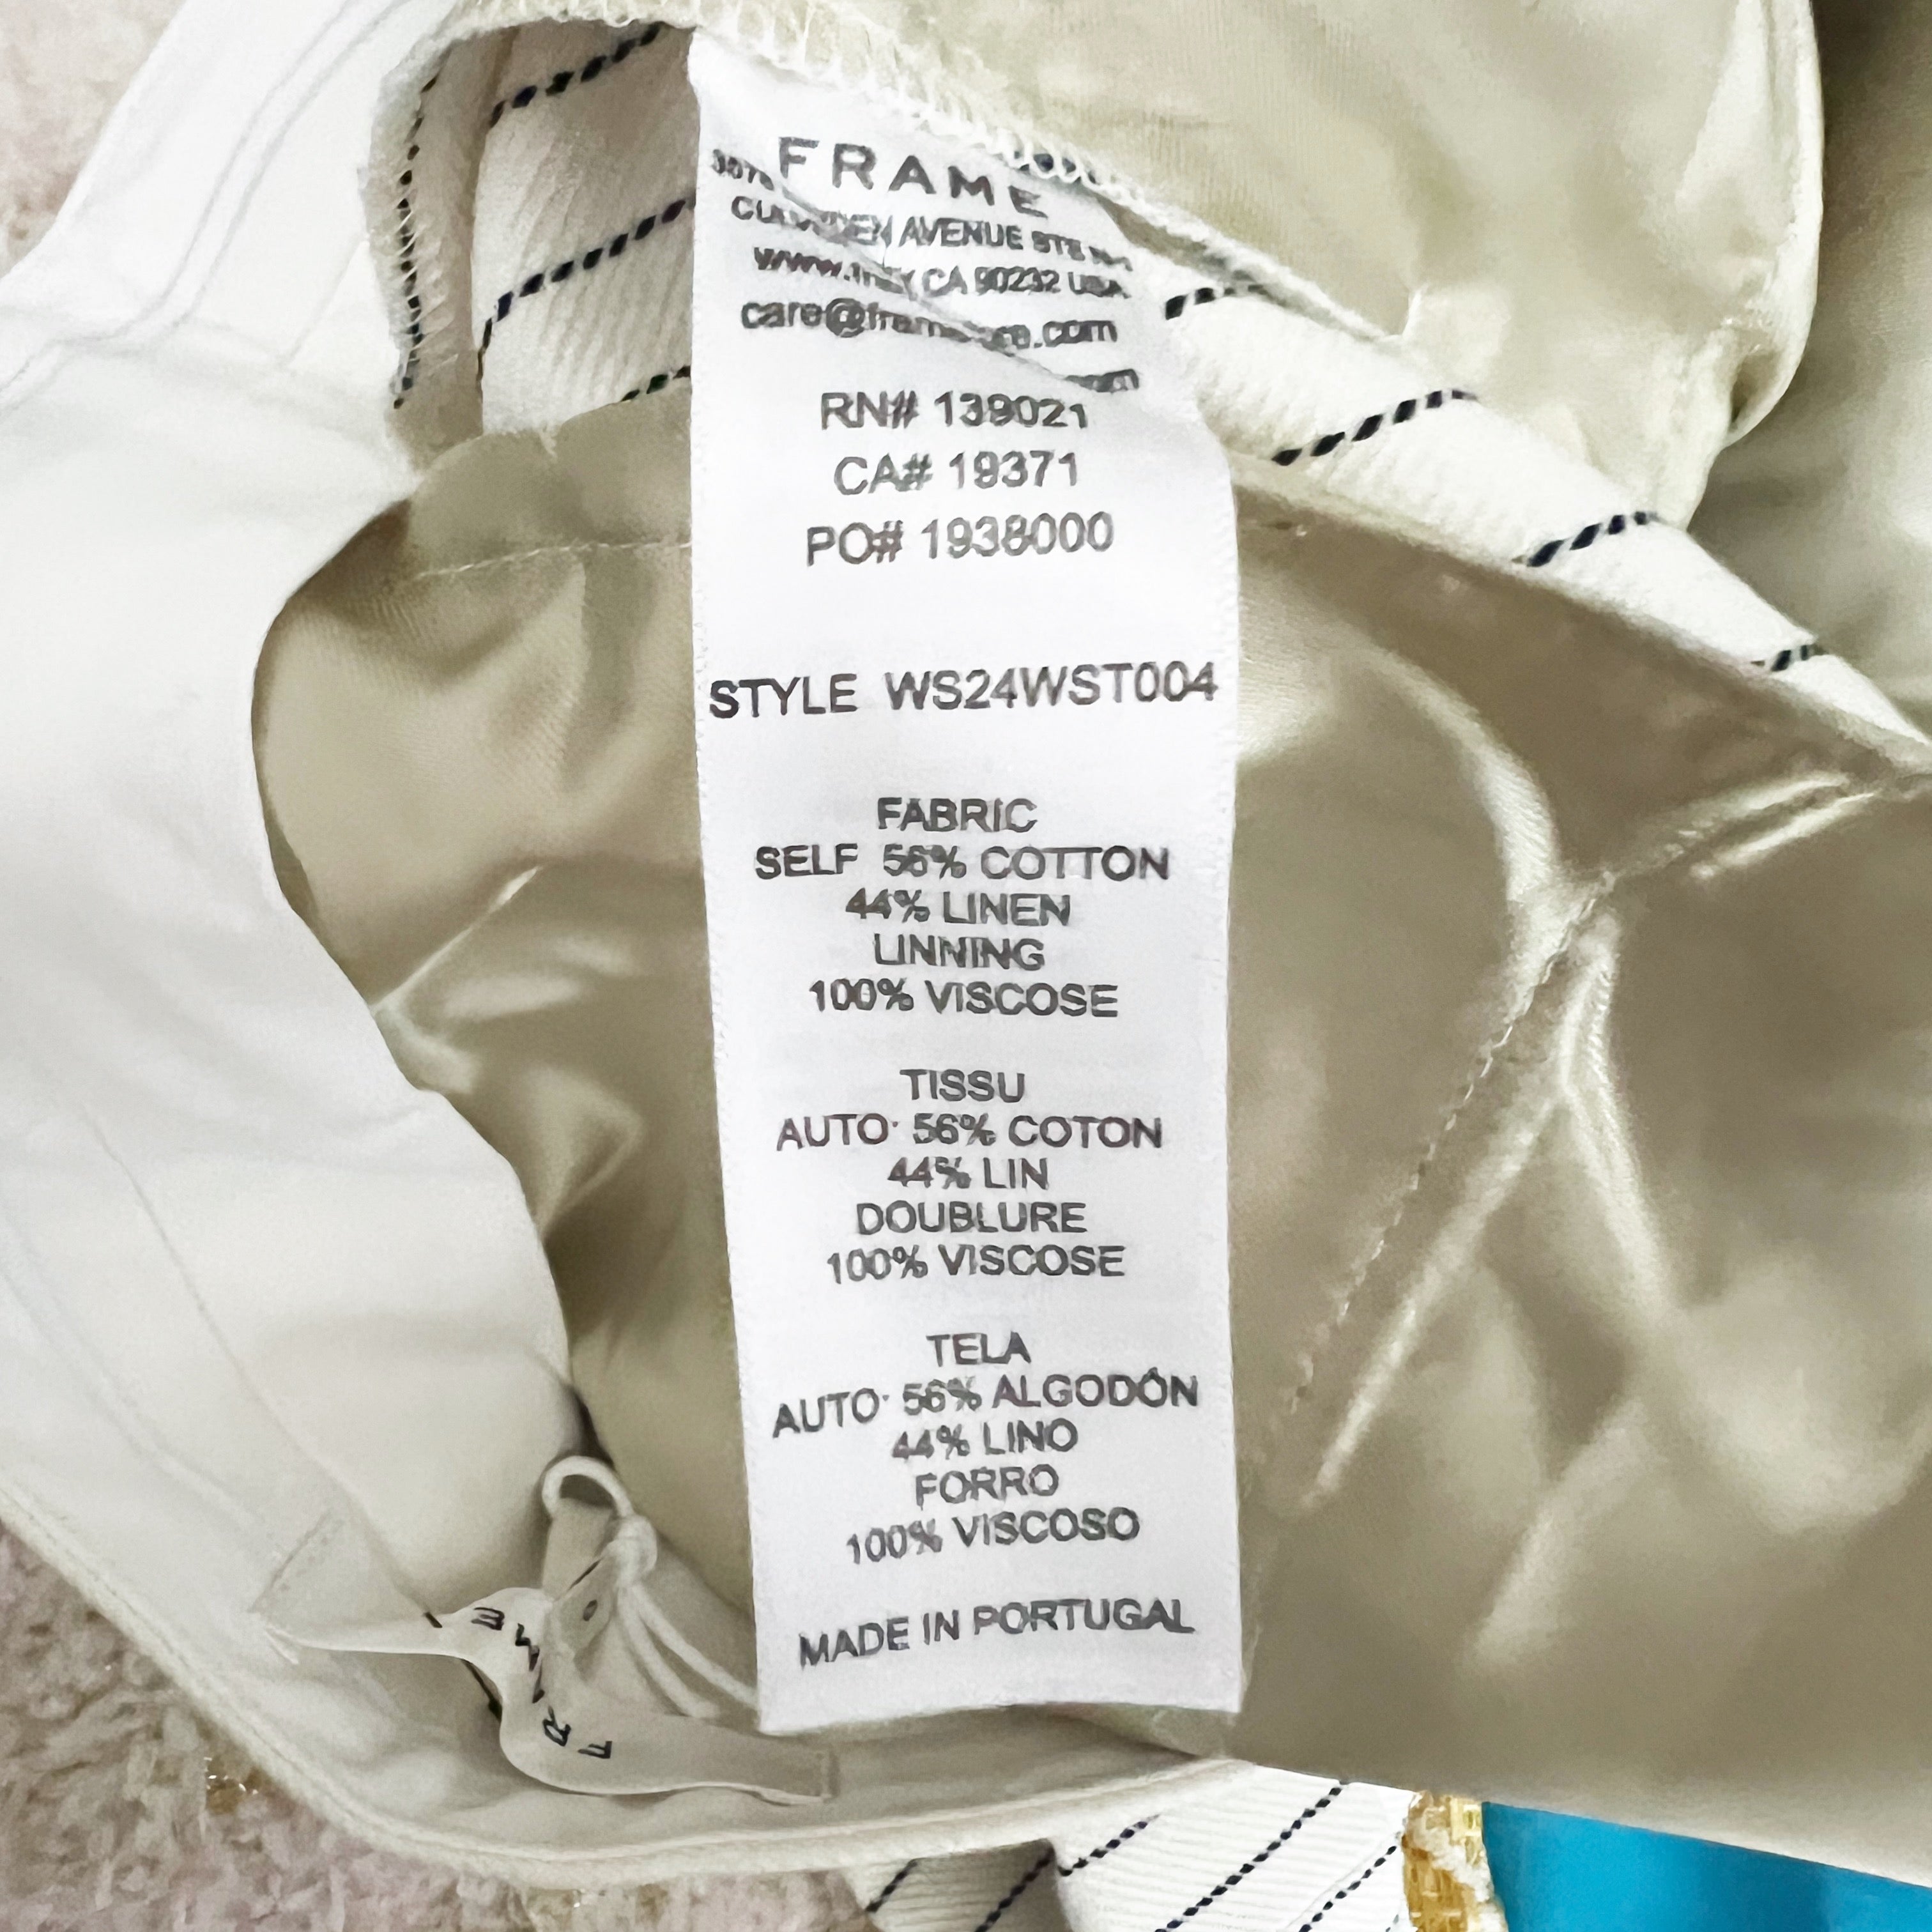 FRAME
AVENUE
CA 90232 USA
RN# 139021
CA# 19371
PO# 1938000
STYLE WS24WST004
FABRIC
SELF 56% COTTON
44% LINEN
LINNING
100% VISCOSE
TISSU
AUTO· 56% COTON
44% LIN
DOUBLURE
100% VISCOSE
TELA
AUTO· 56% ALGODÓN
44% LINO
FORRO
100% VISCOSO
MADE IN PORTUGAL
FRAME